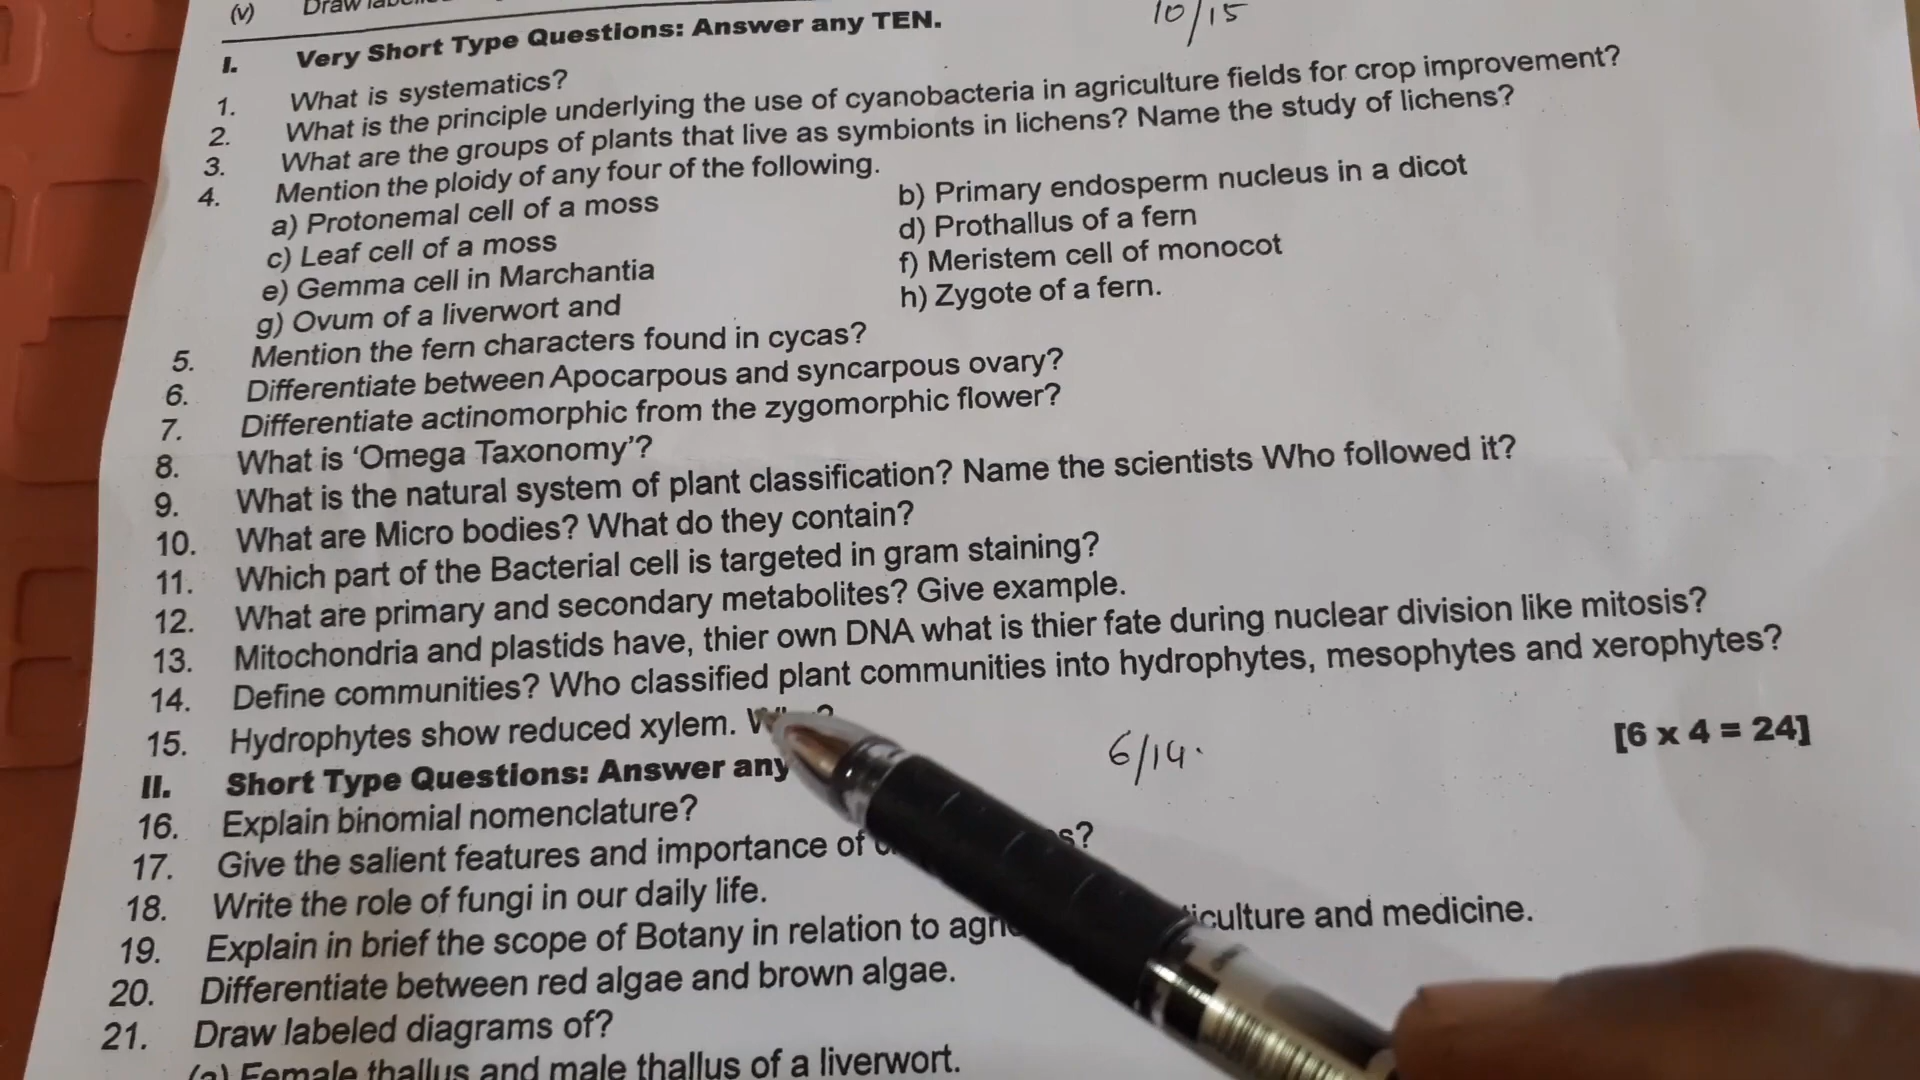 (v) Draw
I. Very Short Type Questions: Answer any TEN. 10/15
1. What is systematics?
2. What is the principle underlying the use of cyanobacteria in agriculture fields for crop improvement?
3. What are the groups of plants that live as symbionts in lichens? Name the study of lichens?
4. Mention the ploidy of any four of the following.
a) Protonemal cell of a moss b) Primary endosperm nucleus in a dicot
c) Leaf cell of a moss d) Prothallus of a fern
e) Gemma cell in Marchantia f) Meristem cell of monocot
g) Ovum of a liverwort and h) Zygote of a fern.
5. Mention the fern characters found in cycas?
6. Differentiate between Apocarpous and syncarpous ovary?
7. Differentiate actinomorphic from the zygomorphic flower?
8. What is ‘Omega Taxonomy’?
9. What is the natural system of plant classification? Name the scientists Who followed it?
10. What are Micro bodies? What do they contain?
11. Which part of the Bacterial cell is targeted in gram staining?
12. What are primary and secondary metabolites? Give example.
13. Mitochondria and plastids have, thier own DNA what is thier fate during nuclear division like mitosis?
14. Define communities? Who classified plant communities into hydrophytes, mesophytes and xerophytes?
15. Hydrophytes show reduced xylem.
II. Short Type Questions: Answer any 6/14. [6 x 4 = 24]
16. Explain binomial nomenclature?
17. Give the salient features and importance of
18. Write the role of fungi in our daily life.
19. Explain in brief the scope of Botany in relation to and medicine.
20. Differentiate between red algae and brown algae.
21. Draw labeled diagrams of?
(a) Female thallus and male thallus of a liverwort.